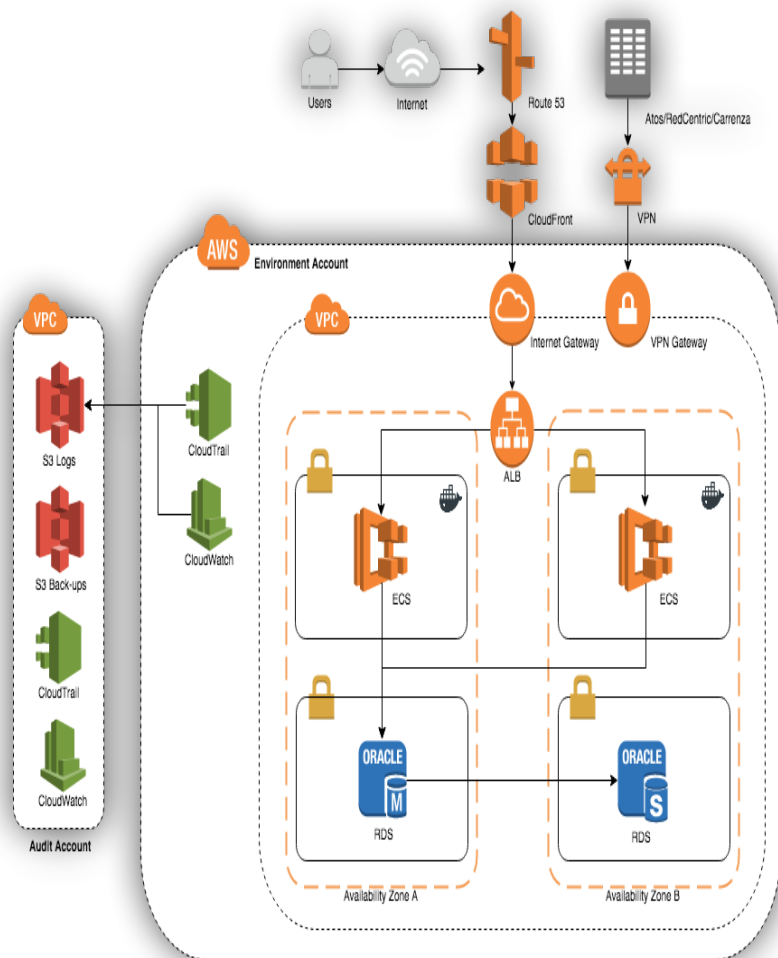 Users
Internet
Route 53
Atos/RedCentric/Carrenza
CloudFront
VPN
AWS
Environment Account
VPC
VPC
Internet Gateway
VPN Gateway
S3 Logs
CloudTrail
ALB
S3 Back-ups
CloudWatch
ECS
ECS
CloudTrail
CloudWatch
ORACLE
M
RDS
ORACLE
S
RDS
Audit Account
Availability Zone A
Availability Zone B